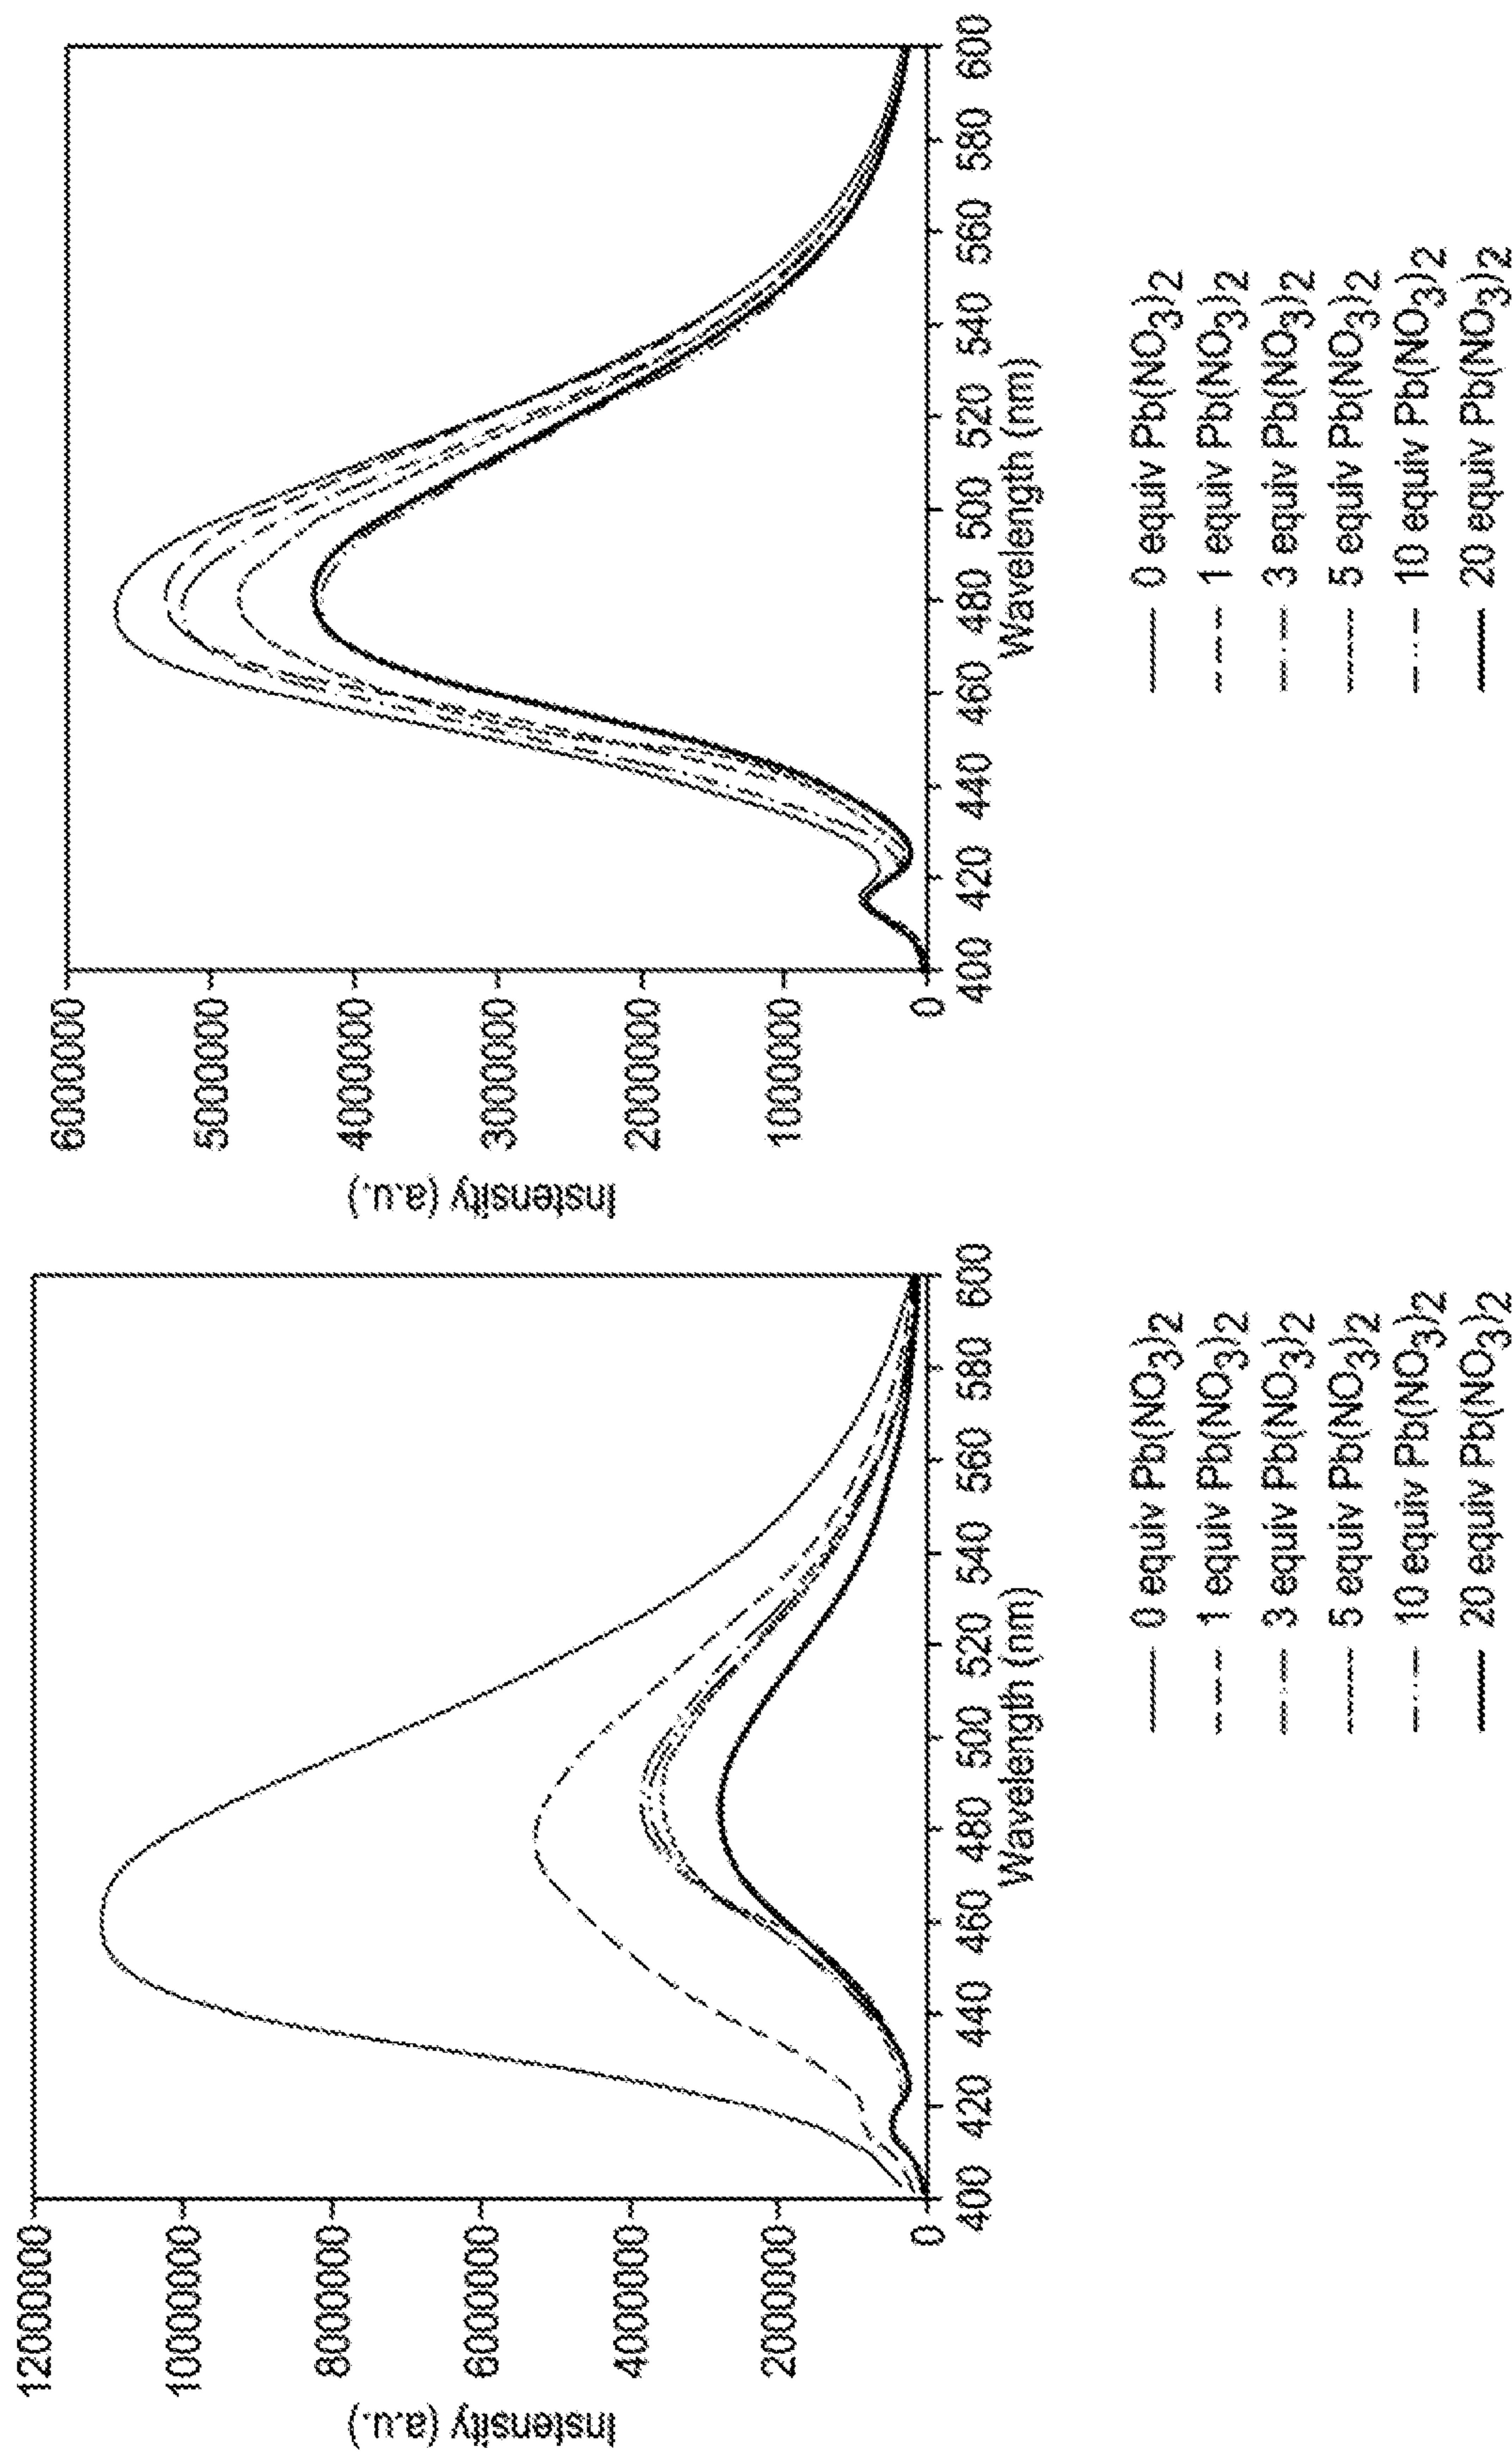 Instensity (a.u.)
12000000
10000000
8000000
6000000
4000000
2000000
0
400 420 440 460 480 500 520 540 560 580 600
Wavelength (nm)
0 equiv Pb(NO3)2
1 equiv Pb(NO3)2
3 equiv Pb(NO3)2
5 equiv Pb(NO3)2
10 equiv Pb(NO3)2
20 equiv Pb(NO3)2
Instensity (a.u.)
6000000
5000000
4000000
3000000
2000000
1000000
0
400 420 440 460 480 500 520 540 560 580 600
Wavelength (nm)
0 equiv Pb(NO3)2
1 equiv Pb(NO3)2
3 equiv Pb(NO3)2
5 equiv Pb(NO3)2
10 equiv Pb(NO3)2
20 equiv Pb(NO3)2